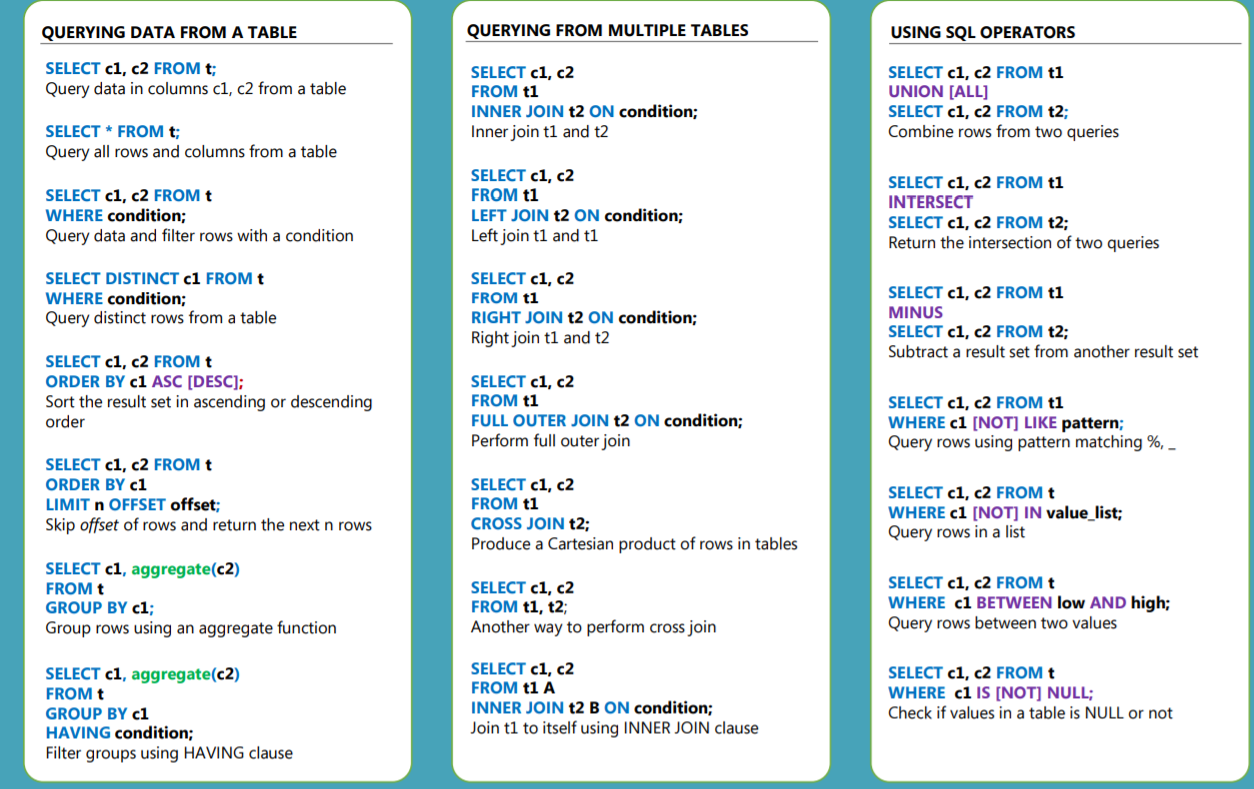 QUERYING DATA FROM A TABLE
SELECT c1, c2 FROM t;
Query data in columns c1, c2 from a table
SELECT * FROM t;
Query all rows and columns from a table
SELECT c1, c2 FROM t
WHERE condition;
Query data and filter rows with a condition
SELECT DISTINCT c1 FROM t
WHERE condition;
Query distinct rows from a table
SELECT c1, c2 FROM t
ORDER BY c1 ASC [DESC];
Sort the result set in ascending or descending
order
SELECT c1, c2 FROM t
ORDER BY c1
LIMIT n OFFSET offset;
Skip offset of rows and return the next n rows
SELECT c1, aggregate(c2)
FROM t
GROUP BY c1;
Group rows using an aggregate function
SELECT c1, aggregate(c2)
FROM t
GROUP BY c1
HAVING condition;
Filter groups using HAVING clause
QUERYING FROM MULTIPLE TABLES
SELECT c1, c2
FROM t1
INNER JOIN t2 ON condition;
Inner join t1 and t2
SELECT c1, c2
FROM t1
LEFT JOIN t2 ON condition;
Left join t1 and t1
SELECT c1, c2
FROM t1
RIGHT JOIN t2 ON condition;
Right join t1 and t2
SELECT c1, c2
FROM t1
FULL OUTER JOIN t2 ON condition;
Perform full outer join
SELECT c1, c2
FROM t1
CROSS JOIN t2;
Produce a Cartesian product of rows in tables
SELECT c1, c2
FROM t1, t2;
Another way to perform cross join
SELECT c1, c2
FROM t1 A
INNER JOIN t2 B ON condition;
Join t1 to itself using INNER JOIN clause
USING SQL OPERATORS
SELECT c1, c2 FROM t1
UNION [ALL]
SELECT c1, c2 FROM t2;
Combine rows from two queries
SELECT c1, c2 FROM t1
INTERSECT
SELECT c1, c2 FROM t2;
Return the intersection of two queries
SELECT c1, c2 FROM t1
MINUS
SELECT c1, c2 FROM t2;
Subtract a result set from another result set
SELECT c1, c2 FROM t1
WHERE c1 [NOT] LIKE pattern;
Query rows using pattern matching %, _
SELECT c1, c2 FROM t
WHERE c1 [NOT] IN value_list;
Query rows in a list
SELECT c1, c2 FROM t
WHERE  c1 BETWEEN low AND high;
Query rows between two values
SELECT c1, c2 FROM t
WHERE  c1 IS [NOT] NULL;
Check if values in a table is NULL or not